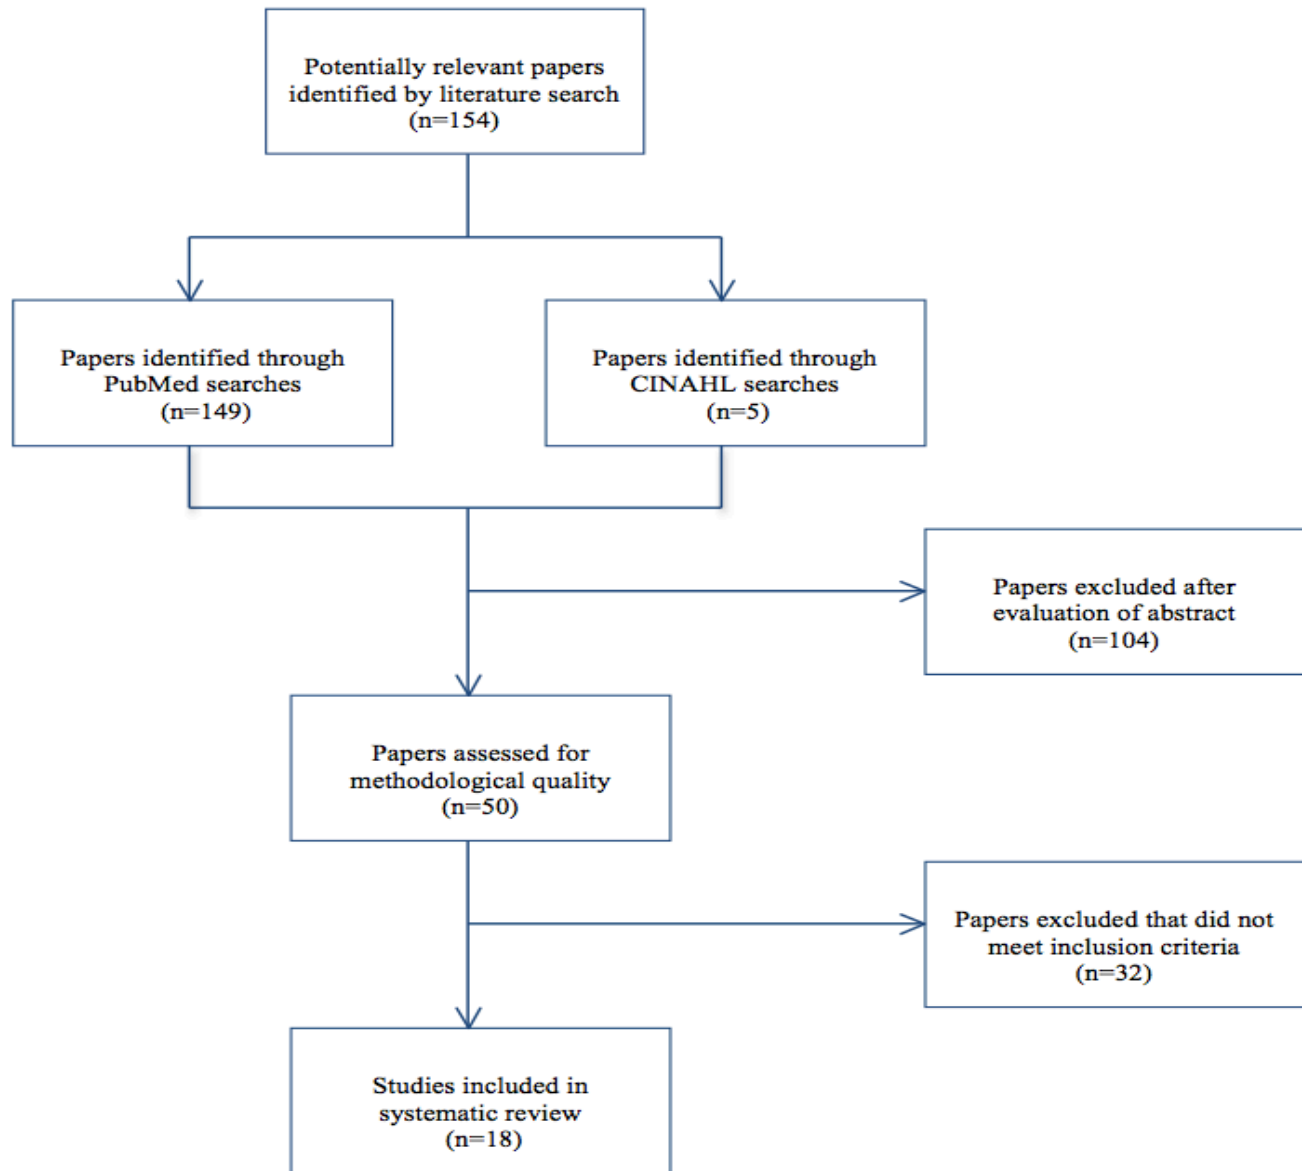 Potentially relevant papers
identified by literature search
(n=154)
Papers identified through
PubMed searches
(n=149)
Papers identified through
CINAHL searches
(n=5)
Papers excluded after
evaluation of abstract
(n=104)
Papers assessed for
methodological quality
(n=50)
Papers excluded that did not
meet inclusion criteria
(n=32)
Studies included in
systematic review
(n=18)